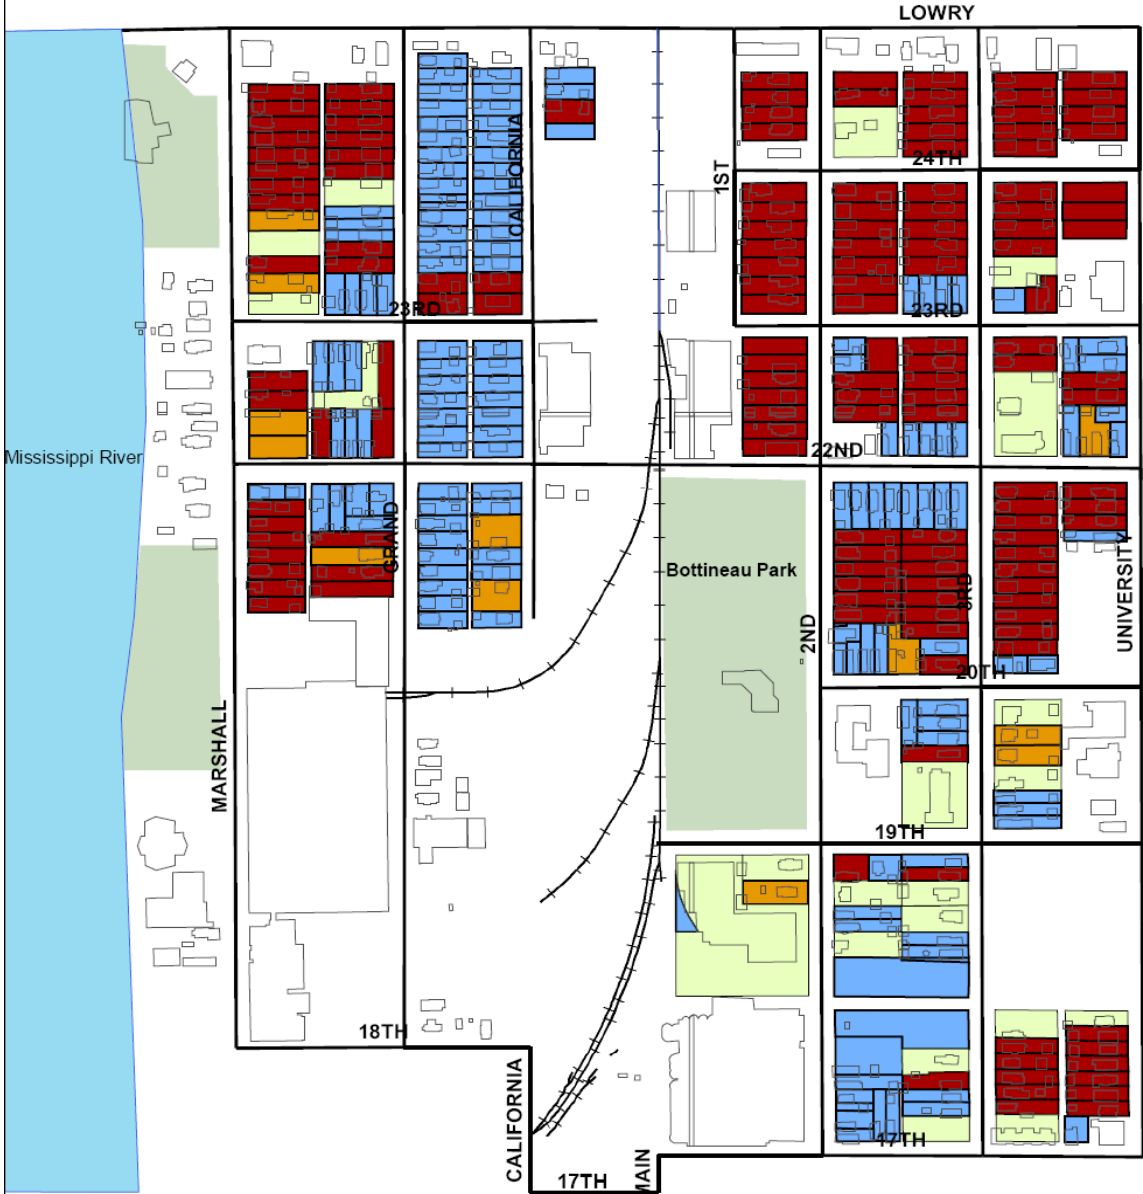 LOWRY
CALIFORNIA
24TH
1ST
23RD
23RD
22ND
Mississippi River
GRAND
Bottineau Park
3RD
UNIVERSITY
2ND
20TH
MARSHALL
19TH
18TH
CALIFORNIA
17TH
MAIN
17TH